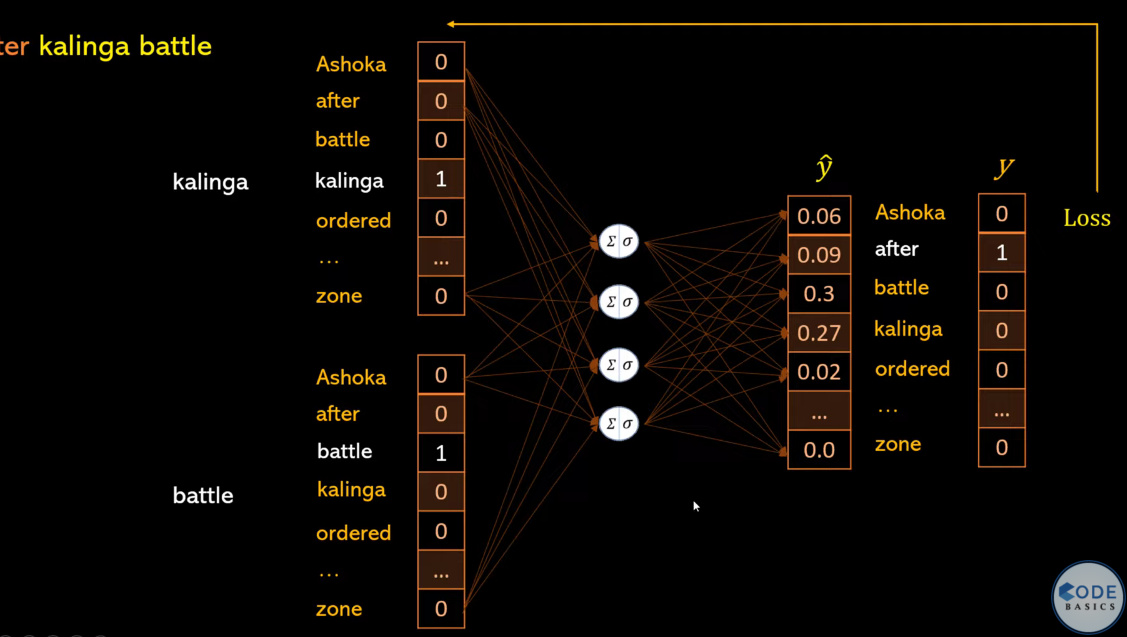 ter kalinga battle
kalinga
Ashoka 0
after 0
battle 0
kalinga 1
ordered 0
... ...
zone 0
battle
Ashoka 0
after 0
battle 1
kalinga 0
ordered 0
... ...
zone 0
Σ σ
Σ σ
Σ σ
Σ σ
ŷ
0.06
0.09
0.3
0.27
0.02
...
0.0
y
Ashoka 0
after 1
battle 0
kalinga 0
ordered 0
... ...
zone 0
Loss
CODE
BASICS